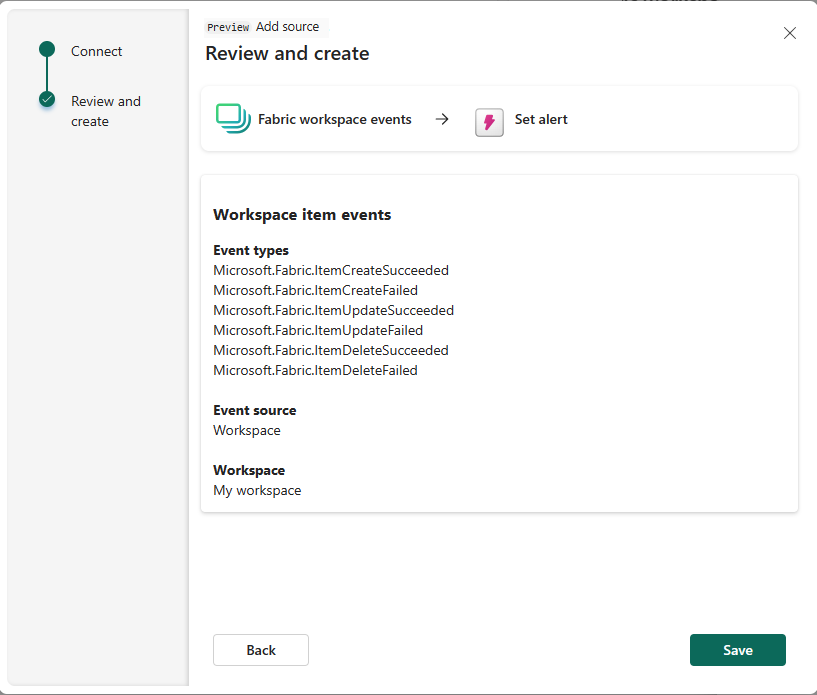 Connect
Review and
create
Preview Add source
Review and create
Fabric workspace events → Set alert
Workspace item events
Event types
Microsoft.Fabric.ItemCreateSucceeded
Microsoft.Fabric.ItemCreateFailed
Microsoft.Fabric.ItemUpdateSucceeded
Microsoft.Fabric.ItemUpdateFailed
Microsoft.Fabric.ItemDeleteSucceeded
Microsoft.Fabric.ItemDeleteFailed
Event source
Workspace
Workspace
My workspace
Back
Save